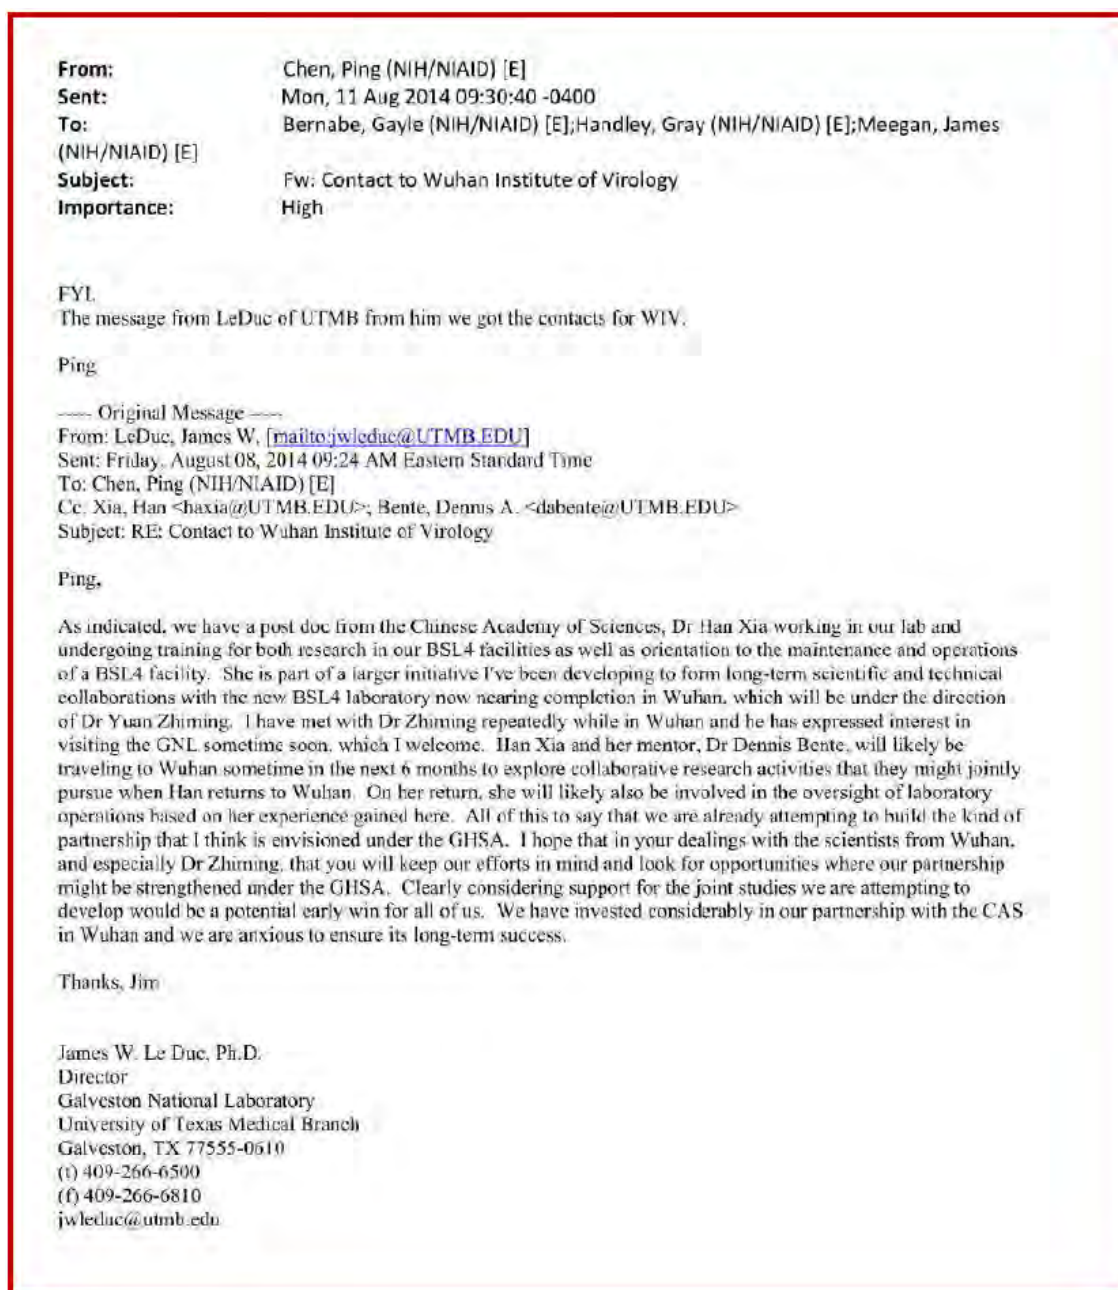 From: Chen, Ping (NIH/NIAID) [E]
Sent: Mon, 11 Aug 2014 09:30:40 -0400
To: Bernabe, Gayle (NIH/NIAID) [E];Handley, Gray (NIH/NIAID) [E];Meegan, James
(NIH/NIAID) [E]
Subject: Fw: Contact to Wuhan Institute of Virology
Importance: High
FYI.
The message from LeDuc of UTMB from him we got the contacts for WIV.
Ping
----- Original Message -----
From: LeDuc, James W. [mailto:jwleduc@UTMB.EDU]
Sent: Friday, August 08, 2014 09:24 AM Eastern Standard Time
To: Chen, Ping (NIH/NIAID) [E]
Cc: Xia, Han <haxia@UTMB.EDU>; Bente, Dennis A. <dabente@UTMB.EDU>
Subject: RE: Contact to Wuhan Institute of Virology
Ping,
As indicated, we have a post doc from the Chinese Academy of Sciences, Dr Han Xia working in our lab and
undergoing training for both research in our BSL4 facilities as well as orientation to the maintenance and operations
of a BSL4 facility. She is part of a larger initiative I've been developing to form long-term scientific and technical
collaborations with the new BSL4 laboratory now nearing completion in Wuhan, which will be under the direction
of Dr Yuan Zhiming. I have met with Dr Zhiming repeatedly while in Wuhan and he has expressed interest in
visiting the GNL sometime soon, which I welcome. Han Xia and her mentor, Dr Dennis Bente, will likely be
traveling to Wuhan sometime in the next 6 months to explore collaborative research activities that they might jointly
pursue when Han returns to Wuhan. On her return, she will likely also be involved in the oversight of laboratory
operations based on her experience gained here. All of this to say that we are already attempting to build the kind of
partnership that I think is envisioned under the GHSA. I hope that in your dealings with the scientists from Wuhan,
and especially Dr Zhiming, that you will keep our efforts in mind and look for opportunities where our partnership
might be strengthened under the GHSA. Clearly considering support for the joint studies we are attempting to
develop would be a potential early win for all of us. We have invested considerably in our partnership with the CAS
in Wuhan and we are anxious to ensure its long-term success.
Thanks, Jim
James W. Le Duc, Ph.D.
Director
Galveston National Laboratory
University of Texas Medical Branch
Galveston, TX 77555-0610
(t) 409-266-6500
(f) 409-266-6810
jwleduc@utmb.edu